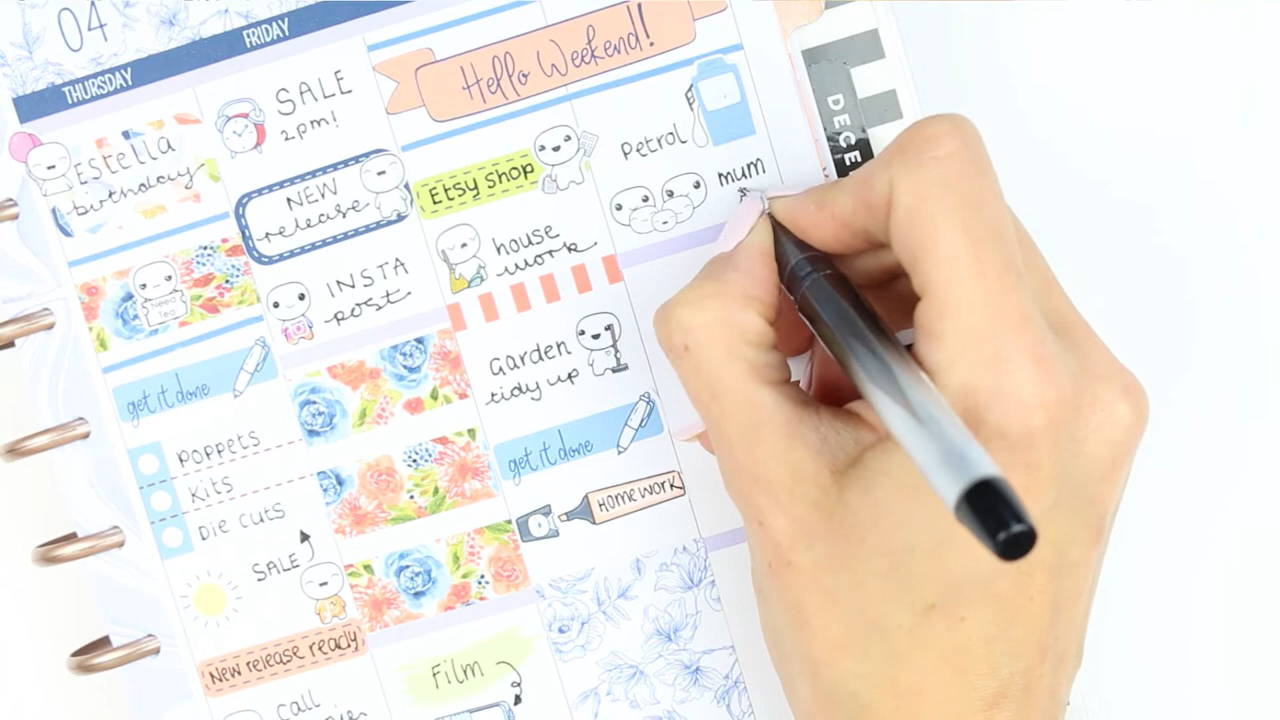 04
THURSDAY
FRIDAY
Hello Weekend!
Estella
birthday
Need
Tea
get it done
POPPETS
KITS
DIE CUTS
SALE
New release ready
call
SALE
2pm!
NEW
release
INSTA
post
Film
Etsy Shop
house
work
Garden
tidy up
get it done
HOMEWORK
Petrol
mum
DECE